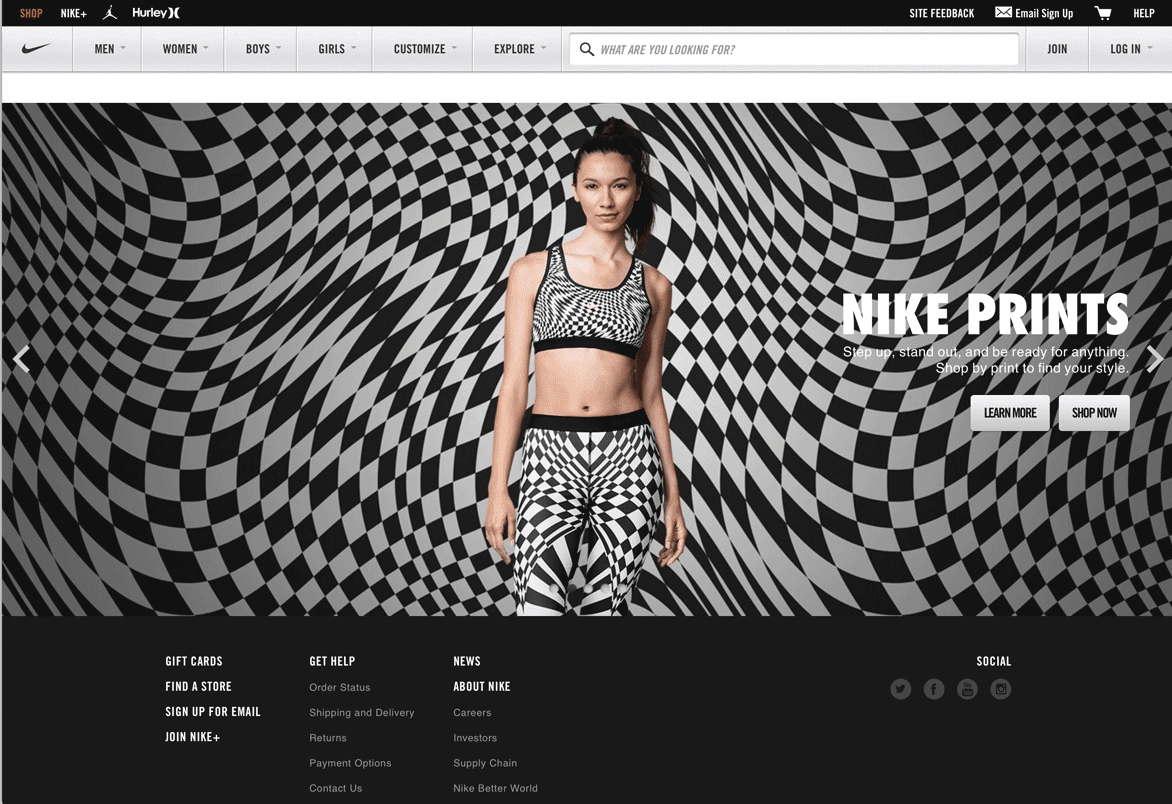 SHOP NIKE+ Hurley SITE FEEDBACK Email Sign Up HELP
MEN WOMEN BOYS GIRLS CUSTOMIZE EXPLORE WHAT ARE YOU LOOKING FOR? JOIN LOG IN
NIKE PRINTS
Step up, stand out, and be ready for anything.
Shop by print to find your style.
LEARN MORE SHOP NOW
GIFT CARDS
FIND A STORE
SIGN UP FOR EMAIL
JOIN NIKE+
GET HELP
Order Status
Shipping and Delivery
Returns
Payment Options
Contact Us
NEWS
ABOUT NIKE
Careers
Investors
Supply Chain
Nike Better World
SOCIAL
You
Tube